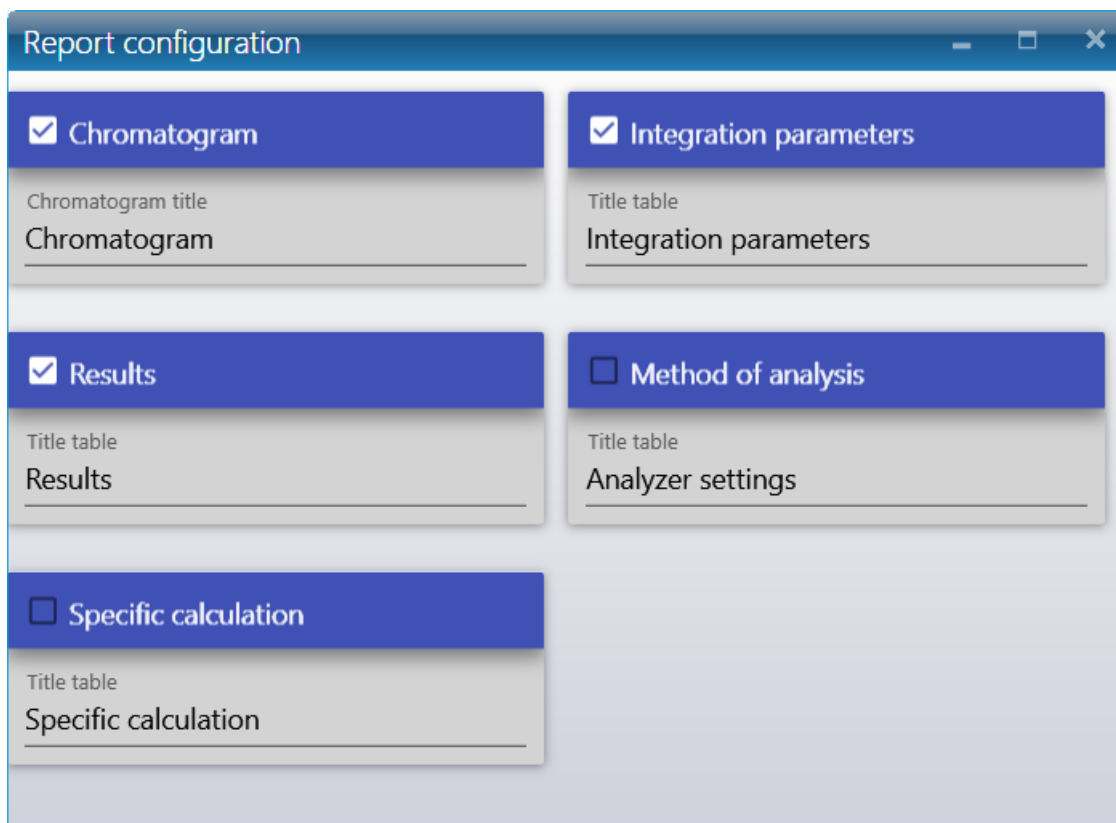 Report configuration
Chromatogram
Chromatogram title
Chromatogram
Integration parameters
Title table
Integration parameters
Results
Title table
Results
Method of analysis
Title table
Analyzer settings
Specific calculation
Title table
Specific calculation